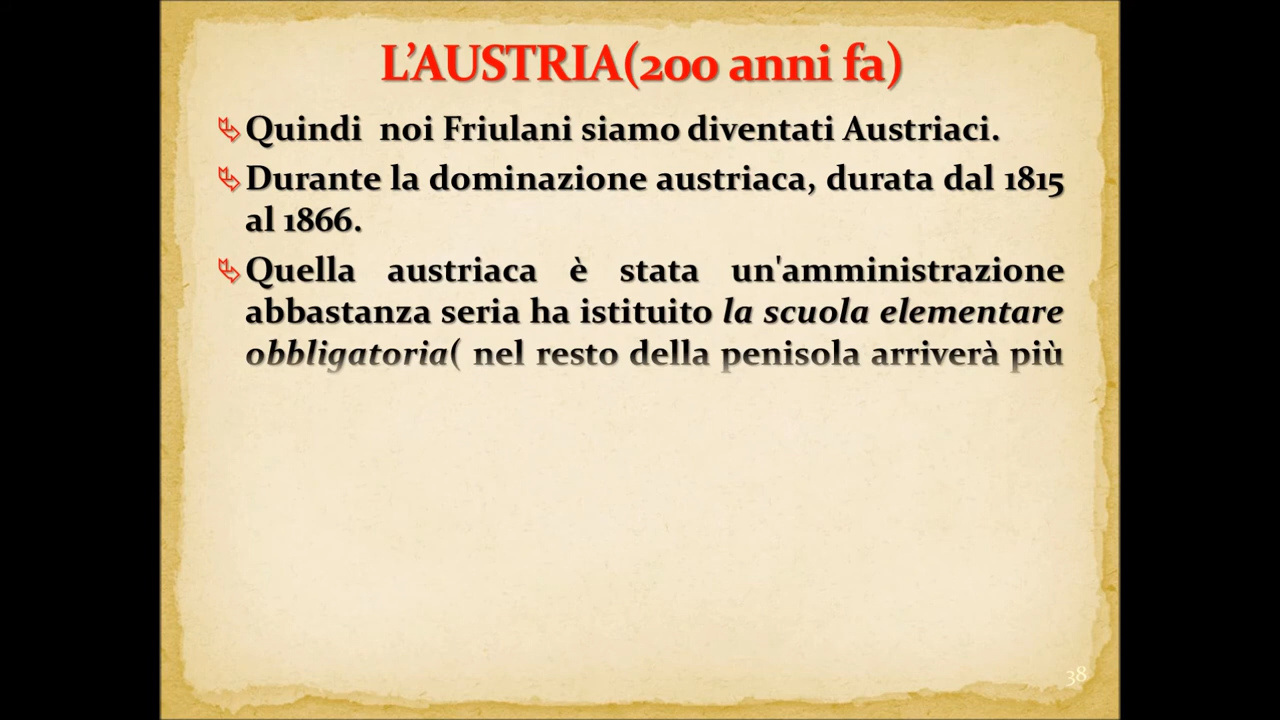 L'AUSTRIA(200 anni fa)
Quindi noi Friulani siamo diventati Austriaci.
Durante la dominazione austriaca, durata dal 1815
al 1866.
Quella austriaca è stata un'amministrazione
abbastanza seria ha istituito la scuola elementare
obbligatoria( nel resto della penisola arriverà più
38